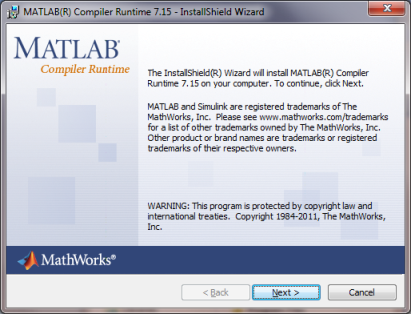 MATLAB(R) Compiler Runtime 7.15 - InstallShield Wizard
MATLAB®
Compiler Runtime
The InstallShield(R) Wizard will install MATLAB(R) Compiler
Runtime 7.15 on your computer. To continue, click Next.
MATLAB and Simulink are registered trademarks of The
MathWorks, Inc. Please see www.mathworks.com/trademarks
for a list of other trademarks owned by The MathWorks, Inc.
Other product or brand names are trademarks or registered
trademarks of their respective owners.
WARNING: This program is protected by copyright law and
international treaties. Copyright 1984-2011, The MathWorks,
Inc.
MathWorks®
< Back
Next >
Cancel